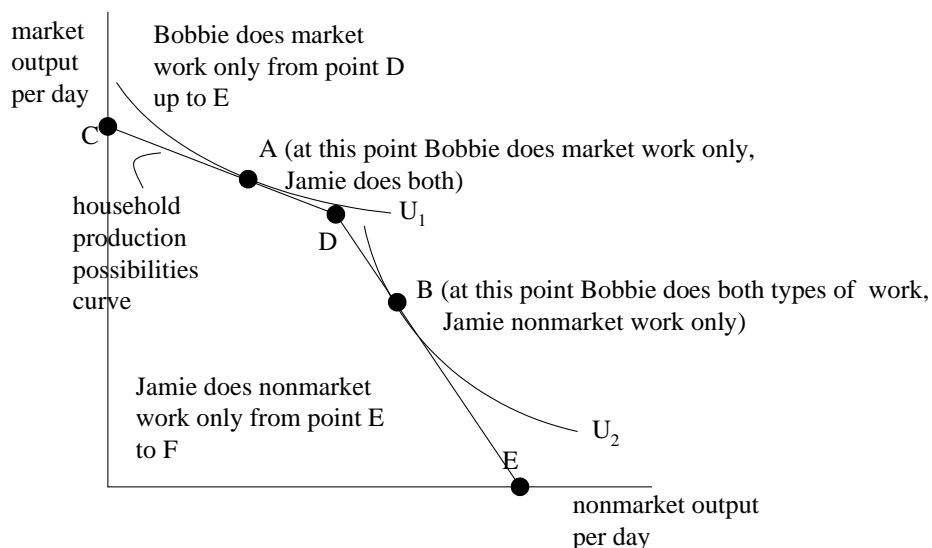 market
output
per day
Bobbie does market
work only from point D
up to E
C
A (at this point Bobbie does market work only,
Jamie does both)
household
production
possibilities
curve
U1
D
B (at this point Bobbie does both types of work,
Jamie nonmarket work only)
Jamie does nonmarket
work only from point E
to F
U2
E
nonmarket output
per day